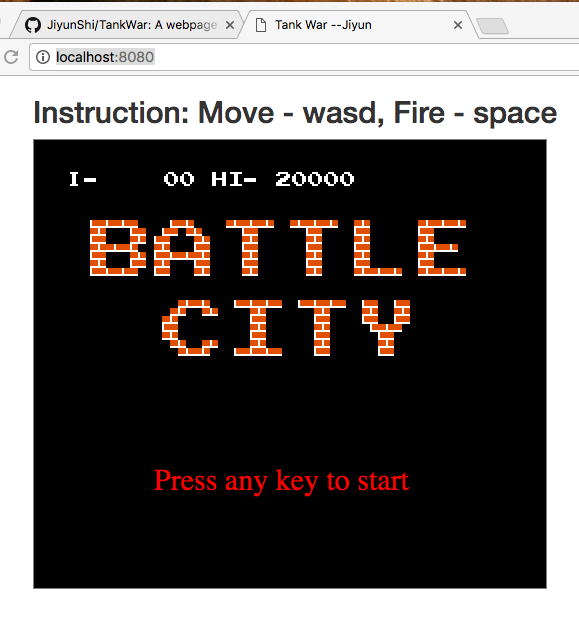 JiyunShi/TankWar: A webpage
Tank War --Jiyun
localhost:8080
Instruction: Move - wasd, Fire - space
I- 00 HI- 20000
BATTLE
CITY
Press any key to start